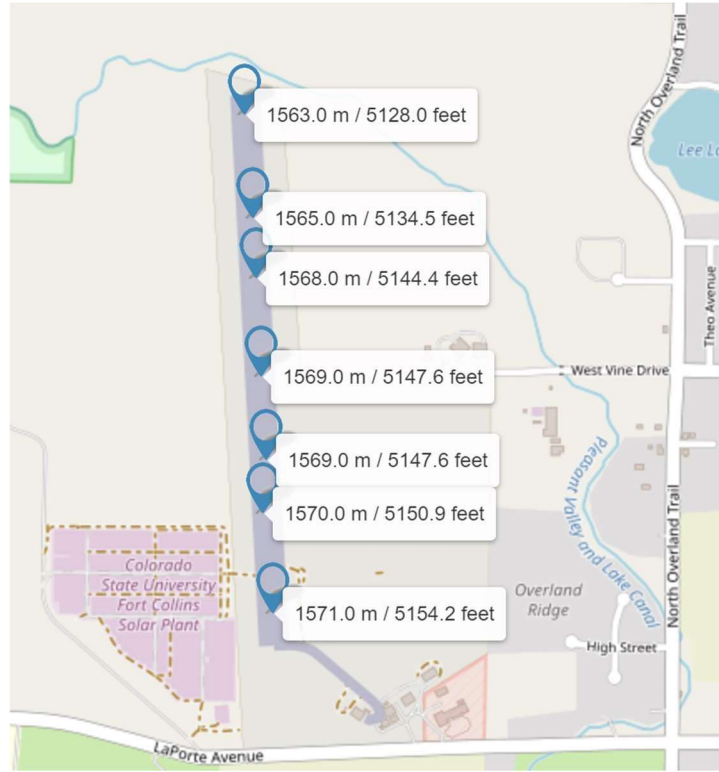 North Overland Trail
1563.0 m / 5128.0 feet
1565.0 m / 5134.5 feet
1568.0 m / 5144.4 feet
Theo Avenue
1569.0 m / 5147.6 feet
West Vine Drive
1569.0 m / 5147.6 feet
1570.0 m / 5150.9 feet
Pleasant Valley and Lake Canal
North Overland Trail
Colorado
State University
Fort Collins
Solar Plant
Overland
Ridge
1571.0 m / 5154.2 feet
High Street
LaPorte Avenue